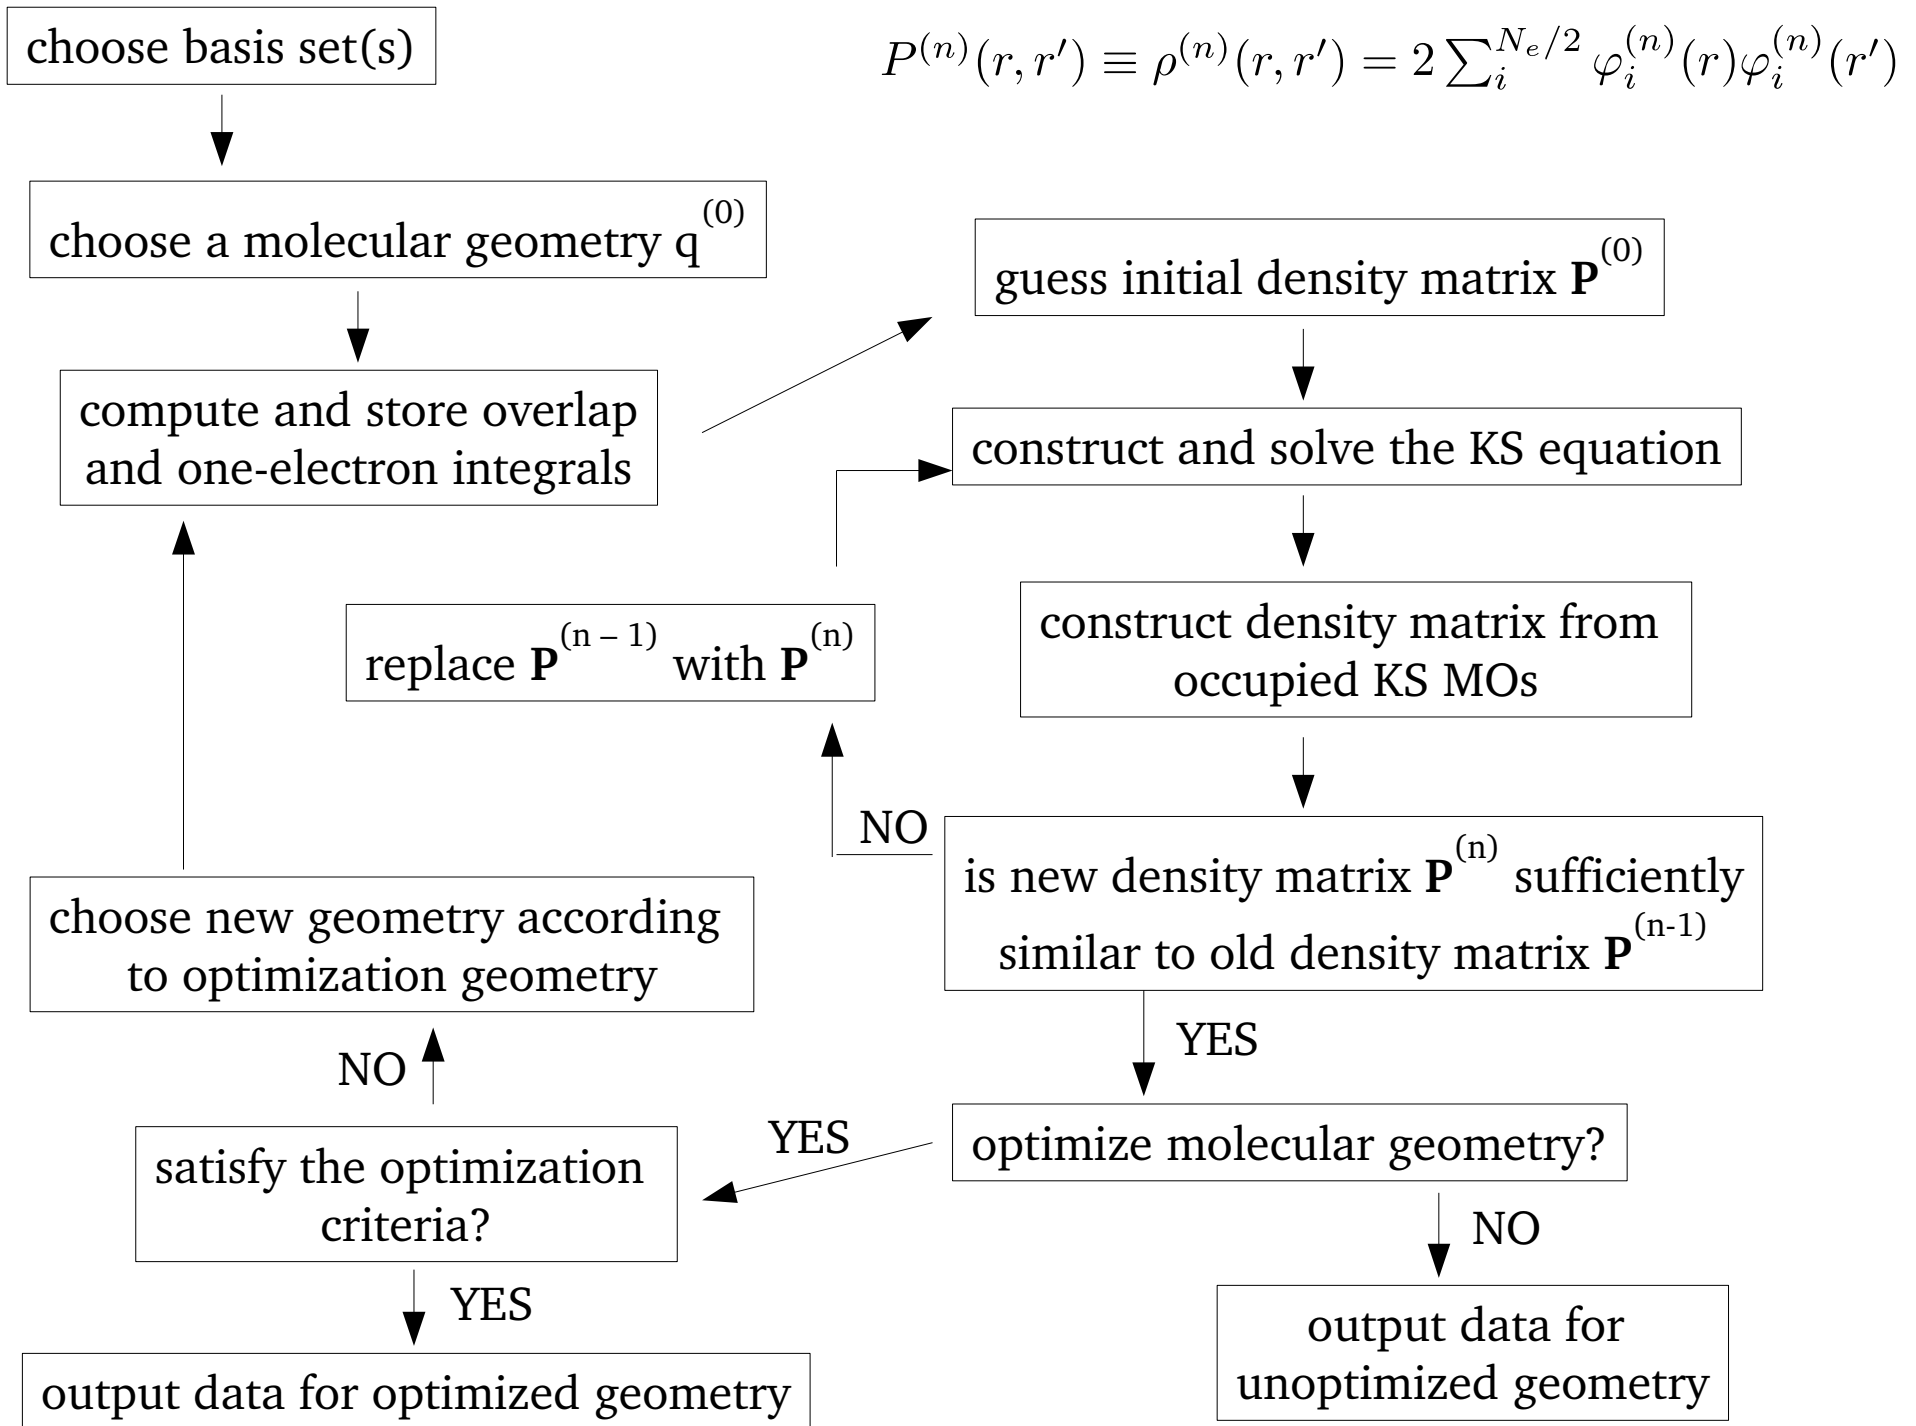 choose basis set(s)
P^{(n)}(r, r′) ≡ ρ^{(n)}(r, r′) = 2 ∑_i^{N_e/2} φ_i^{(n)}(r)φ_i^{(n)}(r′)
choose a molecular geometry q^{(0)}
guess initial density matrix P^{(0)}
compute and store overlap
and one-electron integrals
construct and solve the KS equation
replace P^{(n – 1)} with P^{(n)}
construct density matrix from
occupied KS MOs
NO
is new density matrix P^{(n)} sufficiently
similar to old density matrix P^{(n-1)}
choose new geometry according
to optimization geometry
YES
NO
YES
optimize molecular geometry?
satisfy the optimization
criteria?
NO
YES
output data for
unoptimized geometry
output data for optimized geometry